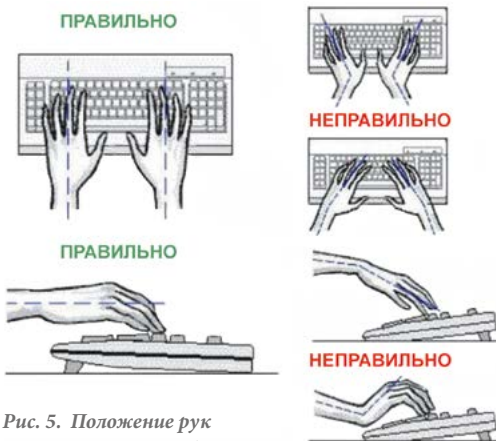 ПРАВИЛЬНО
НЕПРАВИЛЬНО
ПРАВИЛЬНО
НЕПРАВИЛЬНО
Рис. 5. Положение рук